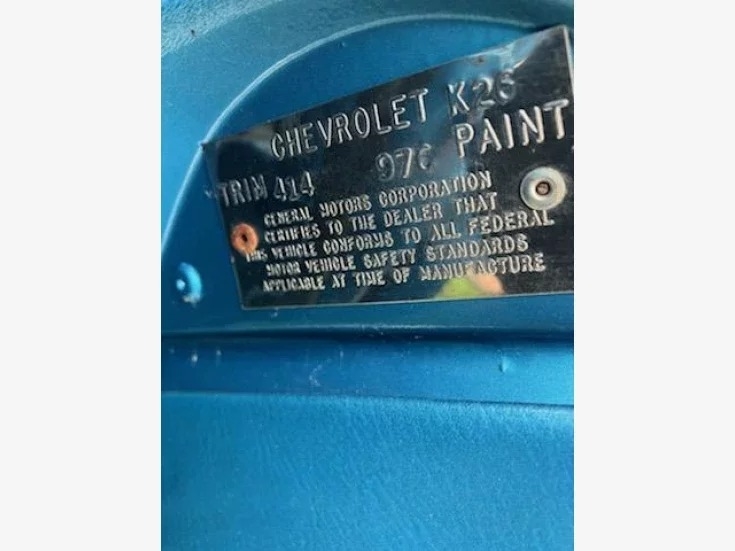 CHEVROLET K26
TRIM 414 976 PAINT
GENERAL MOTORS CORPORATION
CERTIFIES TO THE DEALER THAT
THIS VEHICLE CONFORMS TO ALL FEDERAL
MOTOR VEHICLE SAFETY STANDARDS
APPLICABLE AT TIME OF MANUFACTURE